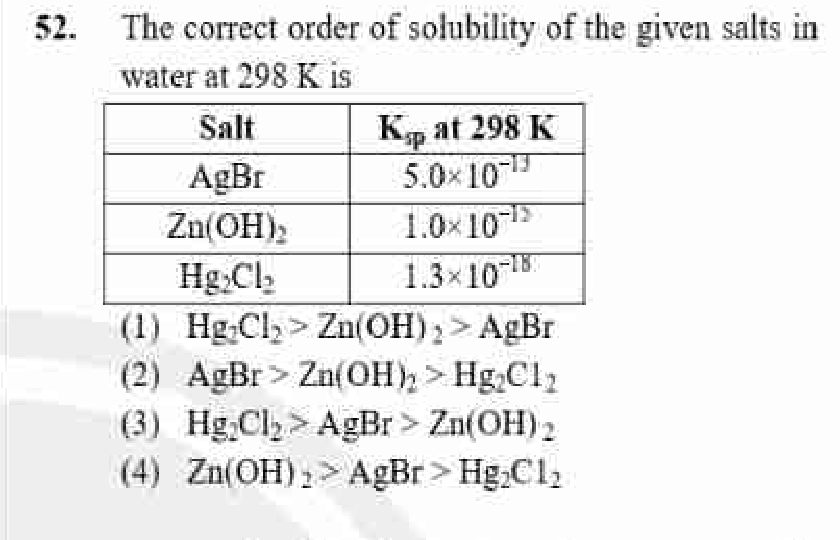 52. The correct order of solubility of the given salts in
water at 298 K is
Salt K_sp at 298 K
AgBr 5.0×10⁻¹³
Zn(OH)₂ 1.0×10⁻¹⁵
Hg₂Cl₂ 1.3×10⁻¹⁸
(1) Hg₂Cl₂ > Zn(OH)₂ > AgBr
(2) AgBr > Zn(OH)₂ > Hg₂Cl₂
(3) Hg₂Cl₂ > AgBr > Zn(OH)₂
(4) Zn(OH)₂ > AgBr > Hg₂Cl₂